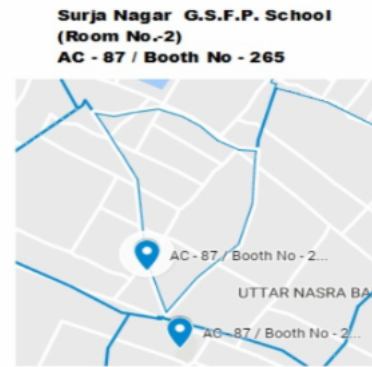 Surja Nagar G.S.F.P. School
(Room No.-2)
AC - 87 / Booth No - 265
AC - 87 / Booth No - 2...
UTTAR NASRA BA
AC - 87 / Booth No - 2...